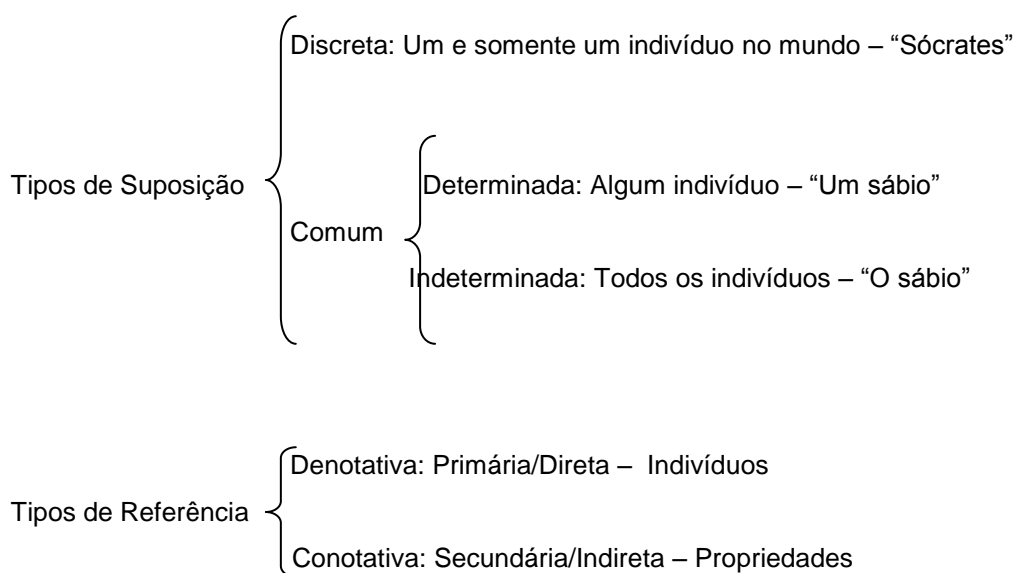 Discreta: Um e somente um indivíduo no mundo – “Sócrates”
Tipos de Suposição
Determinada: Algum indivíduo – “Um sábio”
Comum
Indeterminada: Todos os indivíduos – “O sábio”
Denotativa: Primária/Direta – Indivíduos
Tipos de Referência
Conotativa: Secundária/Indireta – Propriedades